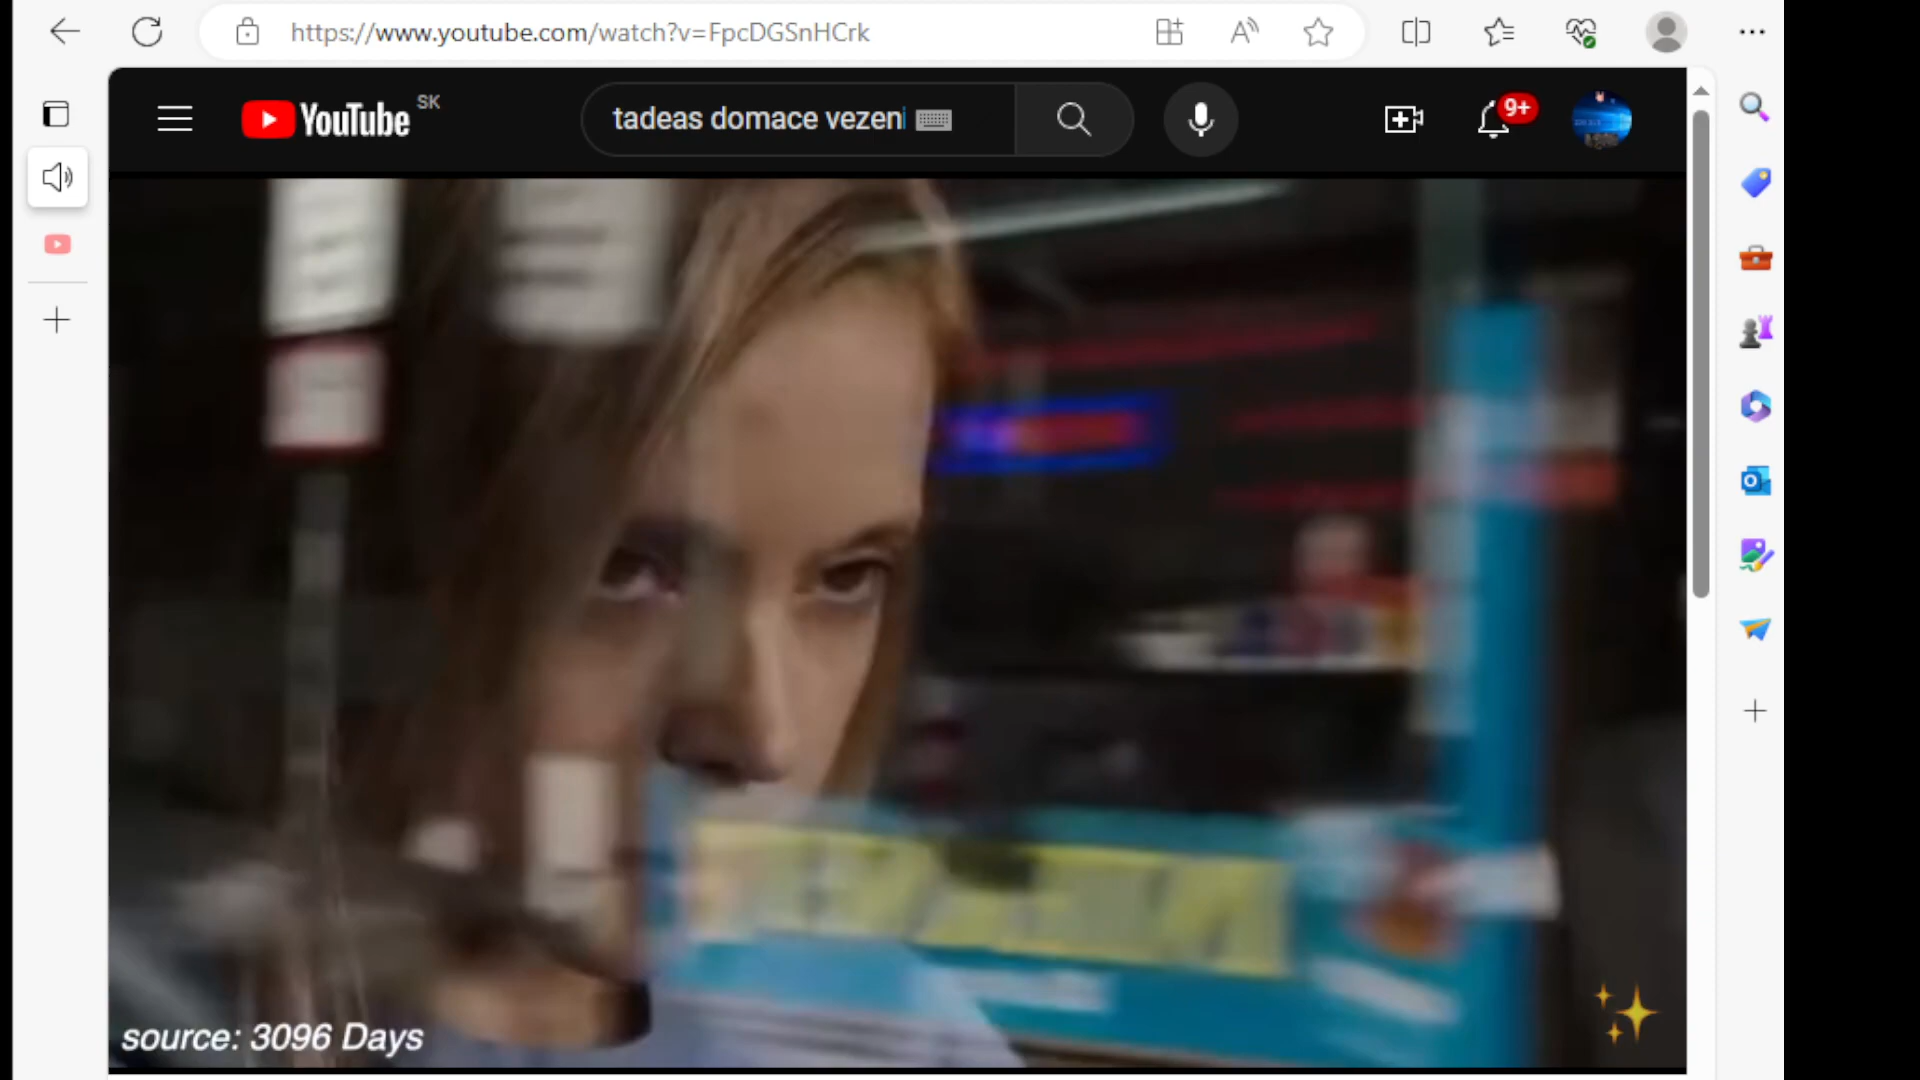 https://www.youtube.com/watch?v=FpcDGSnHCrk
YouTube SK
tadeas domace vezeni
9+
source: 3096 Days